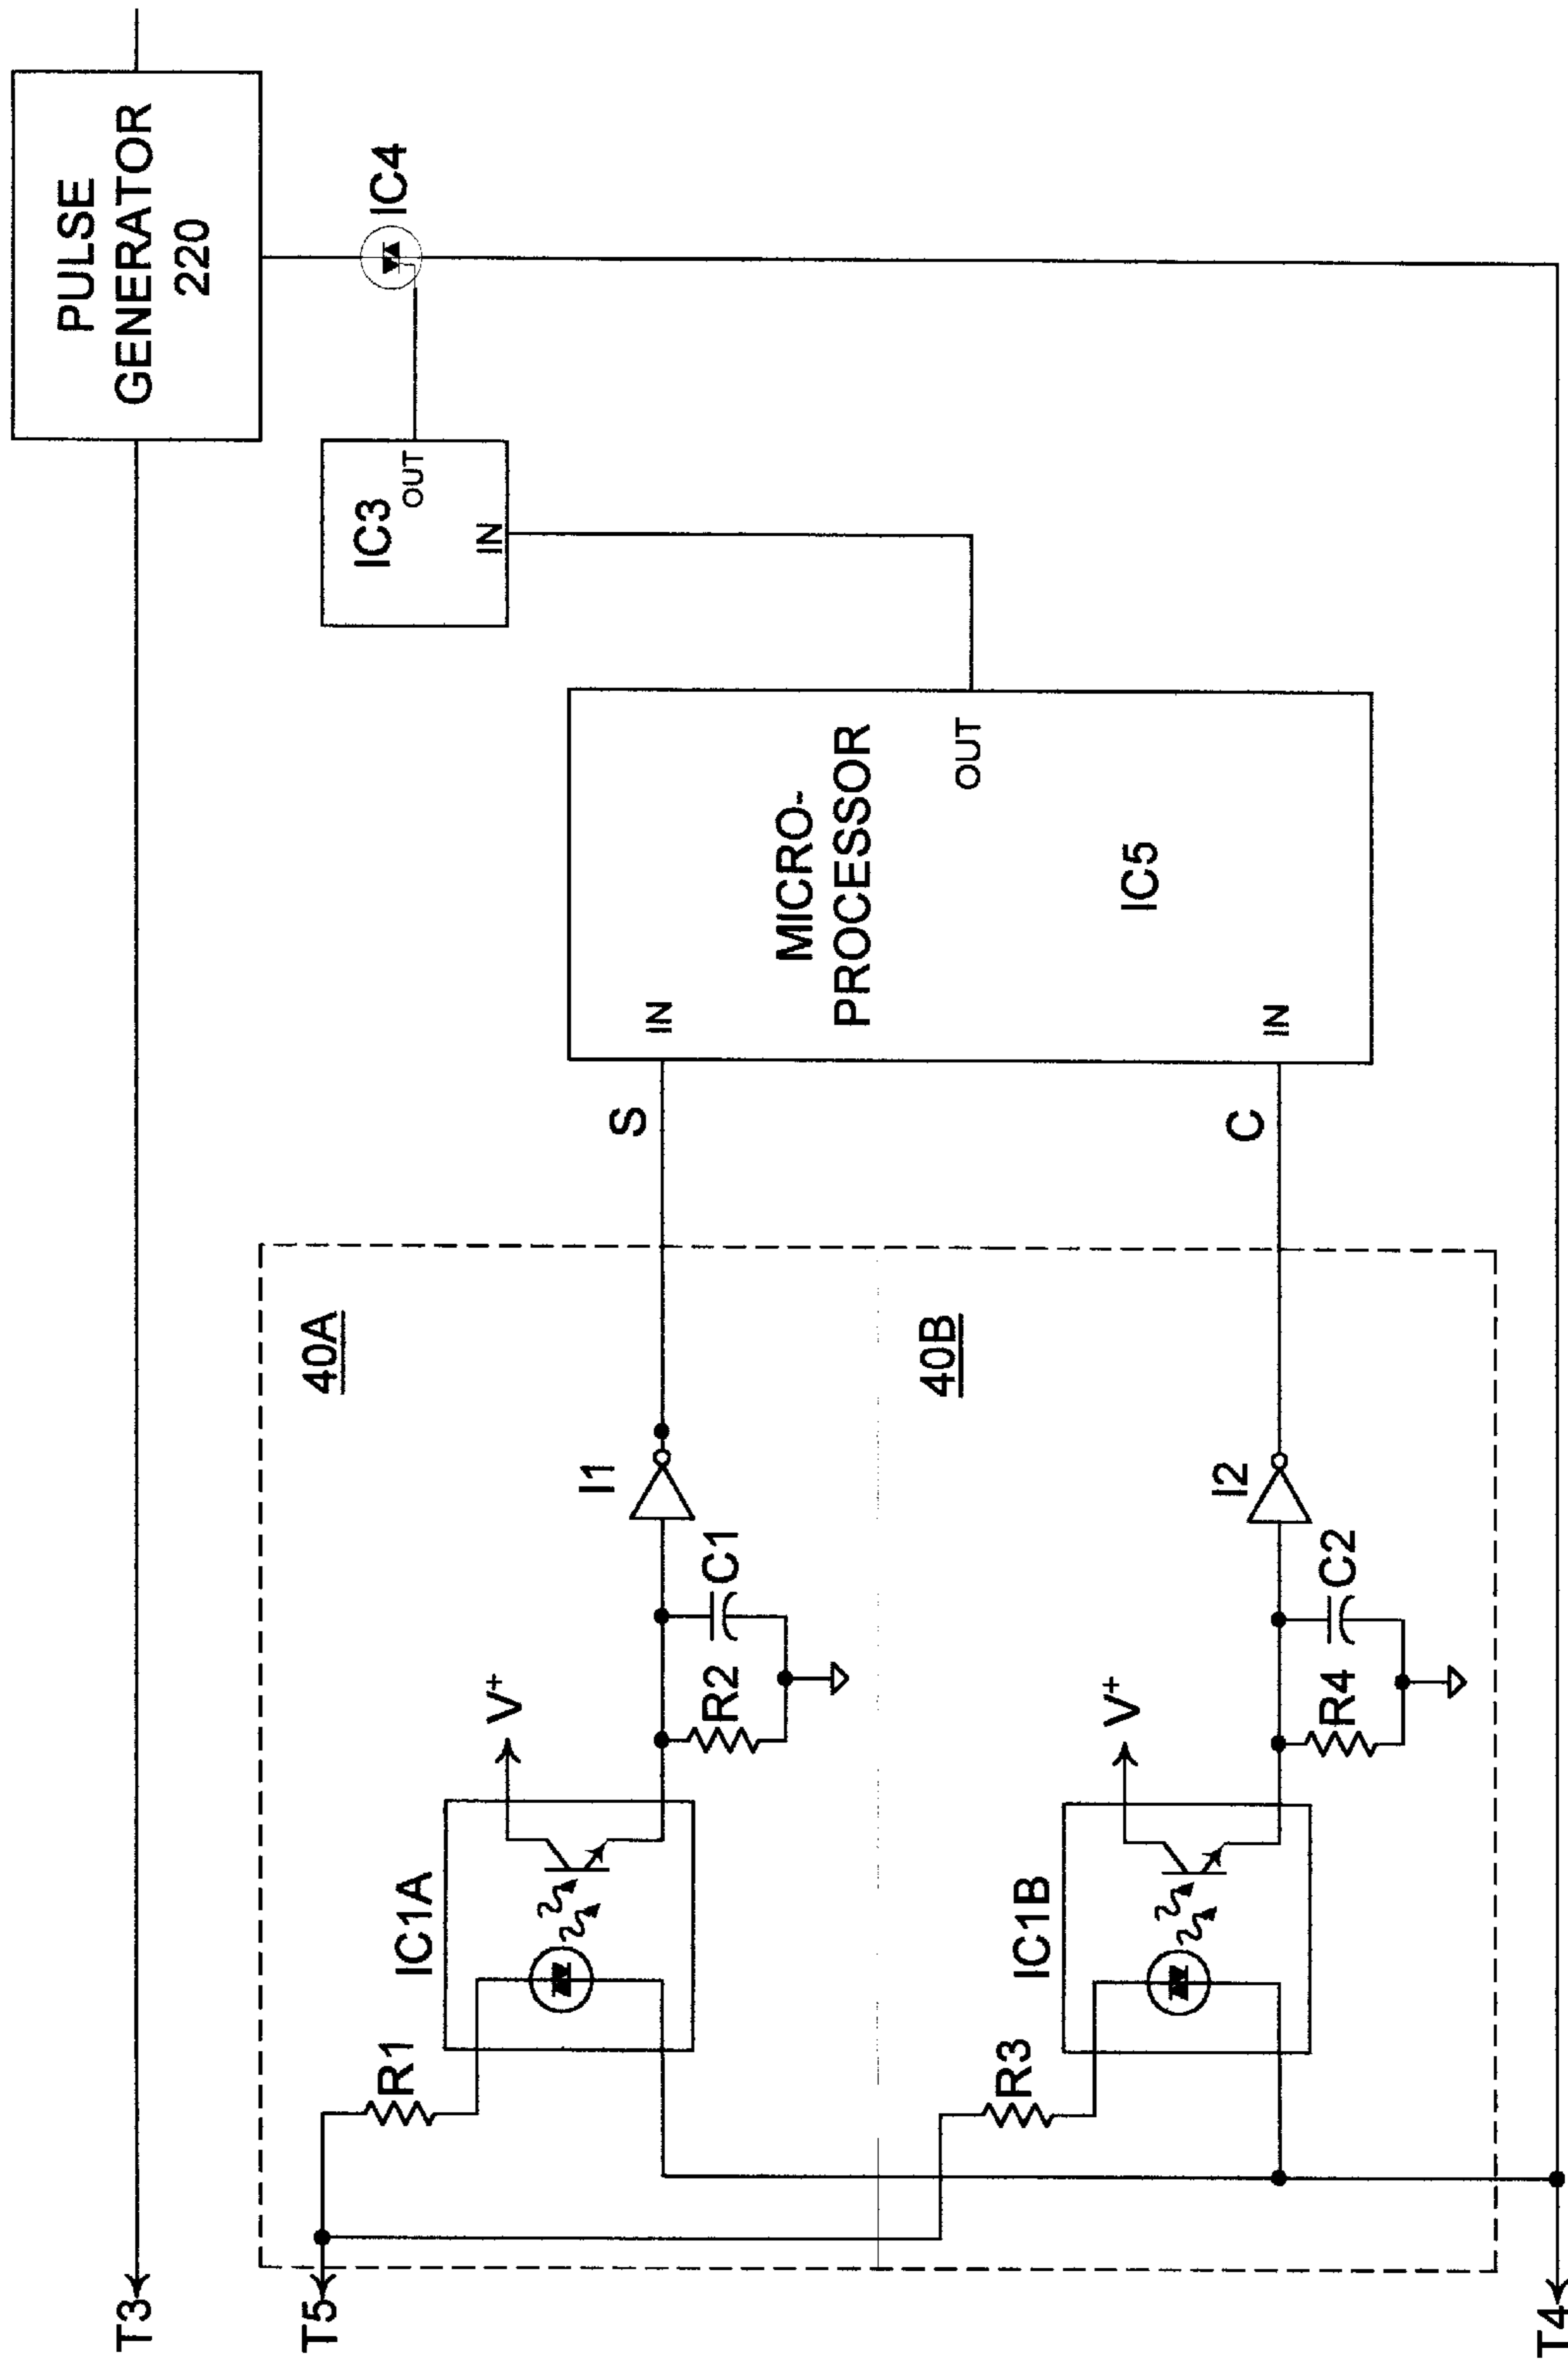 T3
PULSE
GENERATOR
220
T5
R1
IC1A
V+
R2
C1
I1
40A
S
IN
MICRO-
PROCESSOR
OUT
IC5
IN
IC3
OUT
IN
IC4
R3
IC1B
V+
R4
C2
I2
40B
C
T4